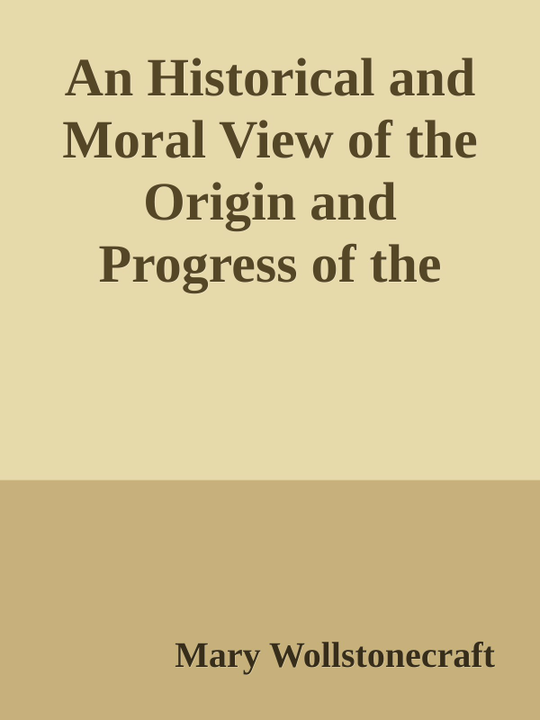 An Historical and
Moral View of the
Origin and
Progress of the
Mary Wollstonecraft